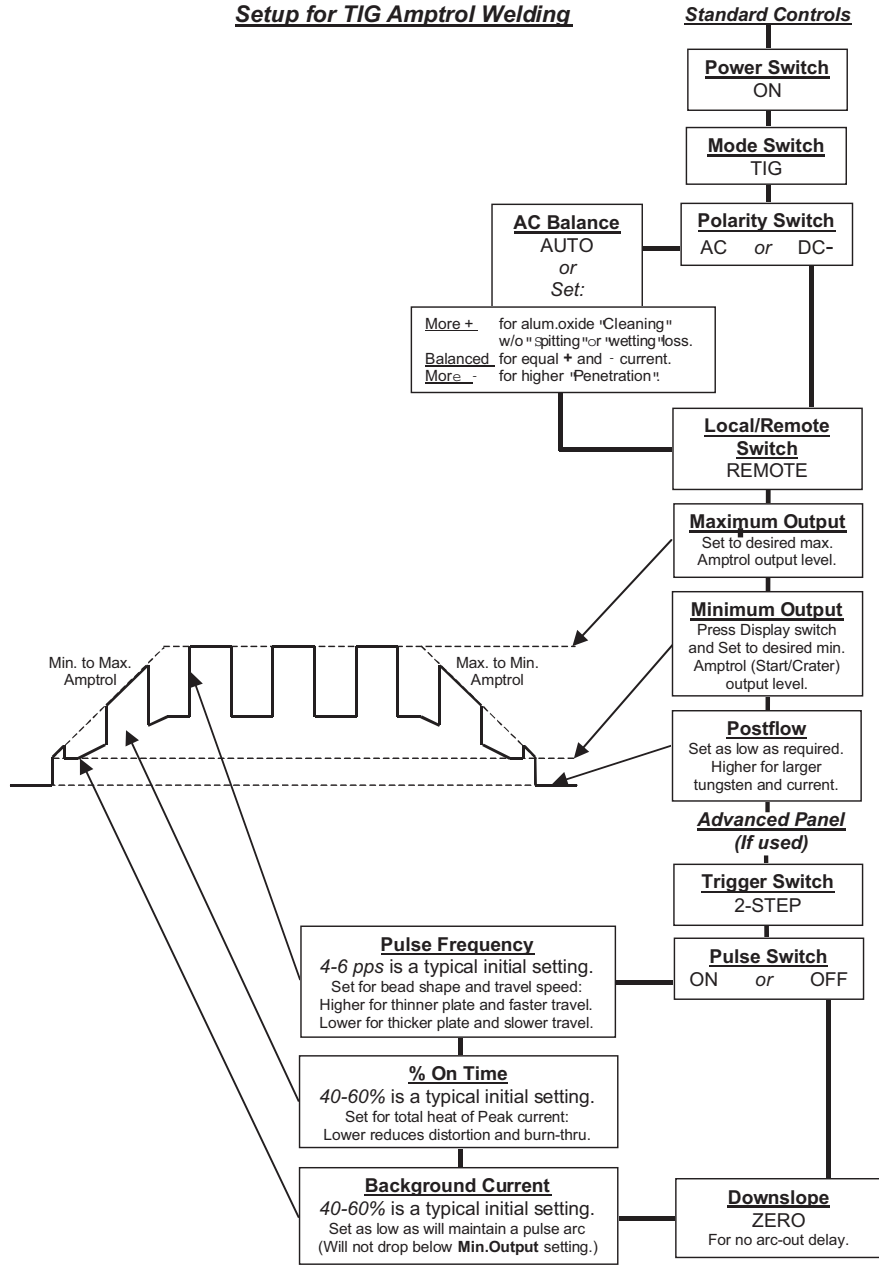 Setup for TIG Amptrol Welding
Standard Controls
Power Switch
ON
Mode Switch
TIG
Polarity Switch
AC or DC-
AC Balance
AUTO
or
Set:
More + for alum.oxide "Cleaning"
w/o "Spitting" or "wetting" loss.
Balanced for equal + and - current.
More - for higher "Penetration".
Local/Remote
Switch
REMOTE
Maximum Output
Set to desired max.
Amptrol output level.
Minimum Output
Press Display switch
and Set to desired min.
Amptrol (Start/Crater)
output level.
Postflow
Set as low as required.
Higher for larger
tungsten and current.
Min. to Max.
Amptrol
Max. to Min.
Amptrol
Advanced Panel
(If used)
Trigger Switch
2-STEP
Pulse Switch
ON or OFF
Pulse Frequency
4-6 pps is a typical initial setting.
Set for bead shape and travel speed:
Higher for thinner plate and faster travel.
Lower for thicker plate and slower travel.
% On Time
40-60% is a typical initial setting.
Set for total heat of Peak current:
Lower reduces distortion and burn-thru.
Background Current
40-60% is a typical initial setting.
Set as low as will maintain a pulse arc
(Will not drop below Min.Output setting.)
Downslope
ZERO
For no arc-out delay.